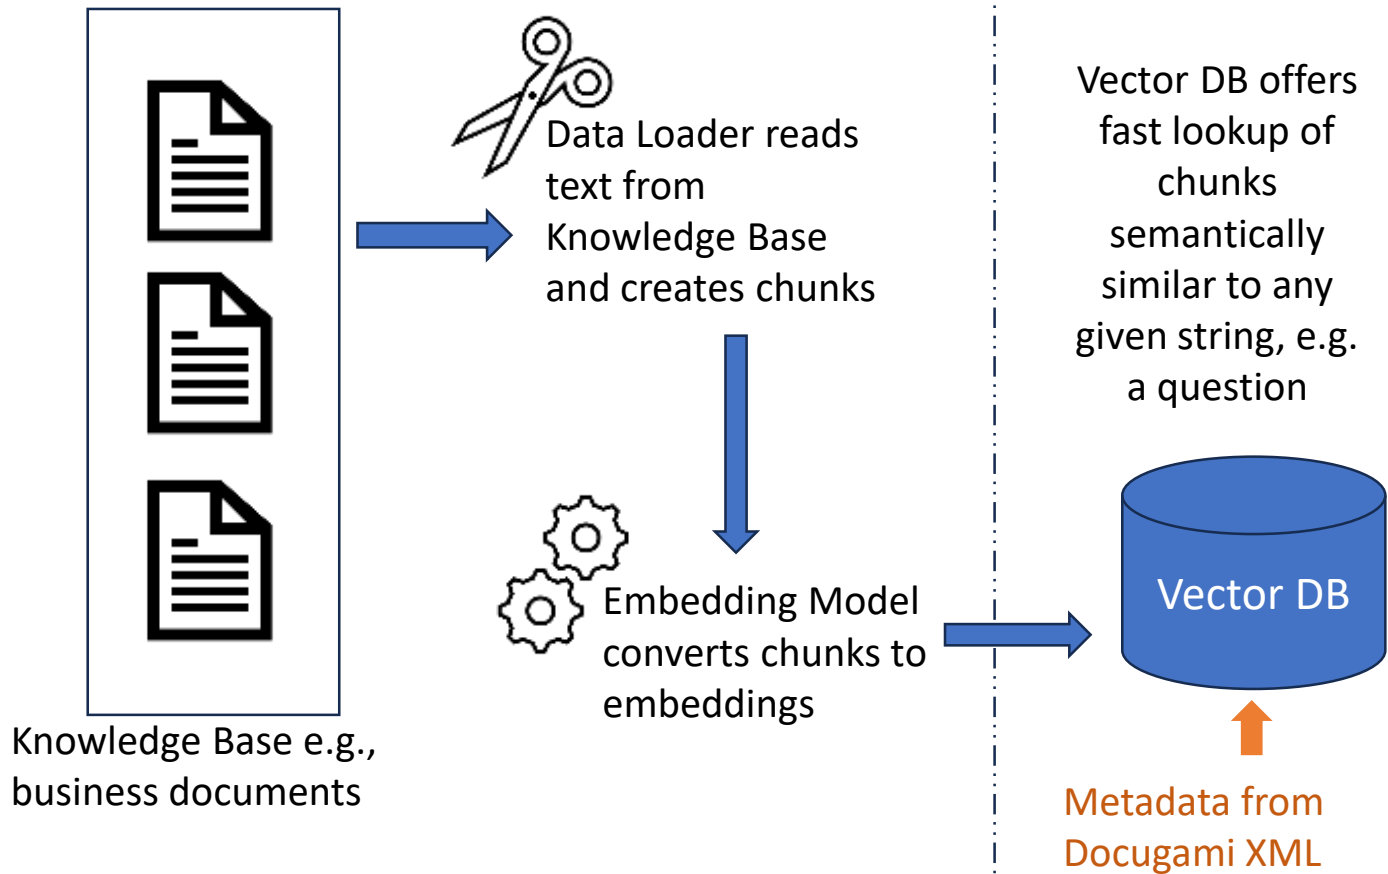 Data Loader reads
text from
Knowledge Base
and creates chunks
Embedding Model
converts chunks to
embeddings
Knowledge Base e.g.,
business documents
Vector DB offers
fast lookup of
chunks
semantically
similar to any
given string, e.g.
a question
Vector DB
Metadata from
Docugami XML